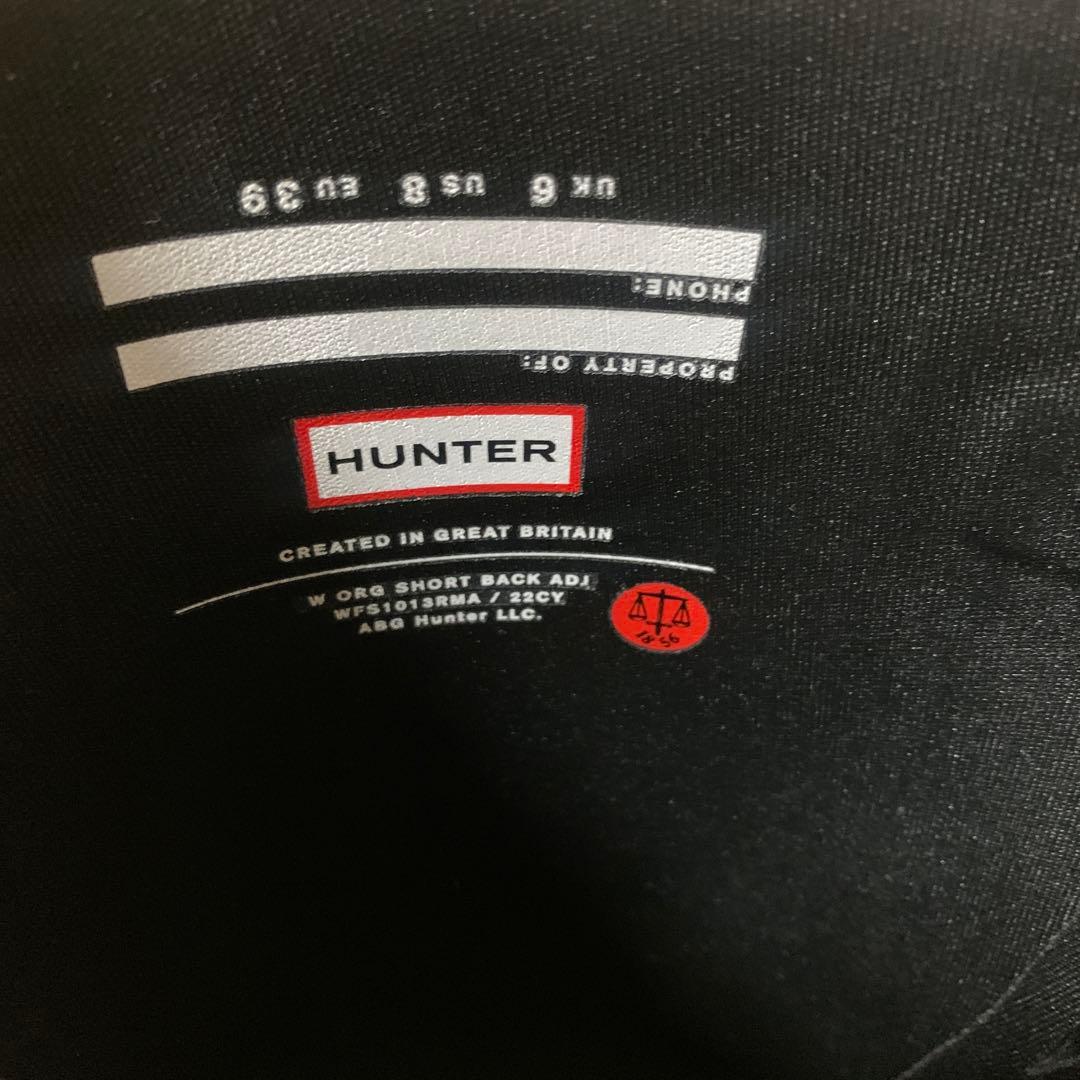 UK 6 US 8 EU 39
PHONE:
PROPERTY OF:
HUNTER
CREATED IN GREAT BRITAIN
W ORG SHORT BACK ADJ
WFS1013RMA / 22CY
ABG Hunter LLC.
1856